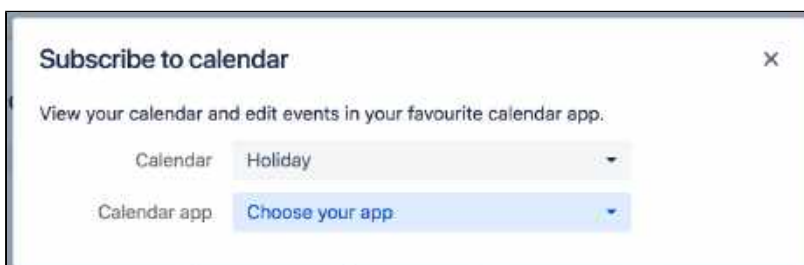 Subscribe to calendar
View your calendar and edit events in your favourite calendar app.
Calendar Holiday
Calendar app Choose your app